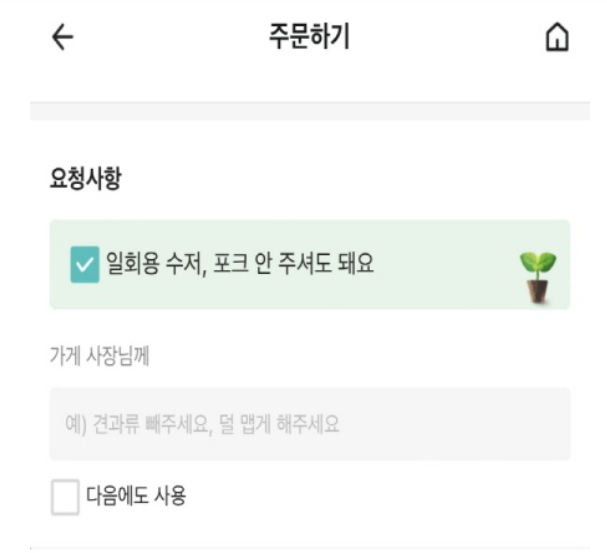 주문하기
요청사항
일회용 수저, 포크 안 주셔도 돼요
가게 사장님께
예) 견과류 빼주세요, 덜 맵게 해주세요
다음에도 사용